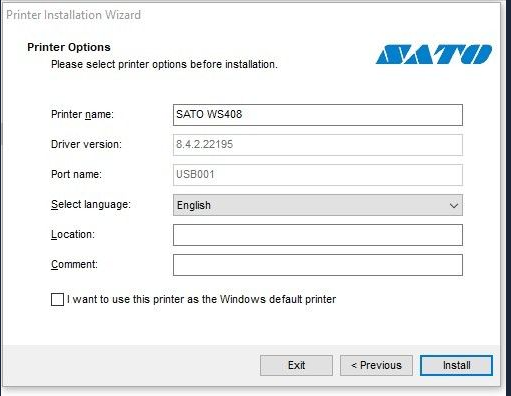 Printer Installation Wizard
Printer Options
Please select printer options before installation.
SATO
Printer name: SATO WS408
Driver version: 8.4.2.22195
Port name: USB001
Select language: English
Location:
Comment:
I want to use this printer as the Windows default printer
Exit < Previous Install